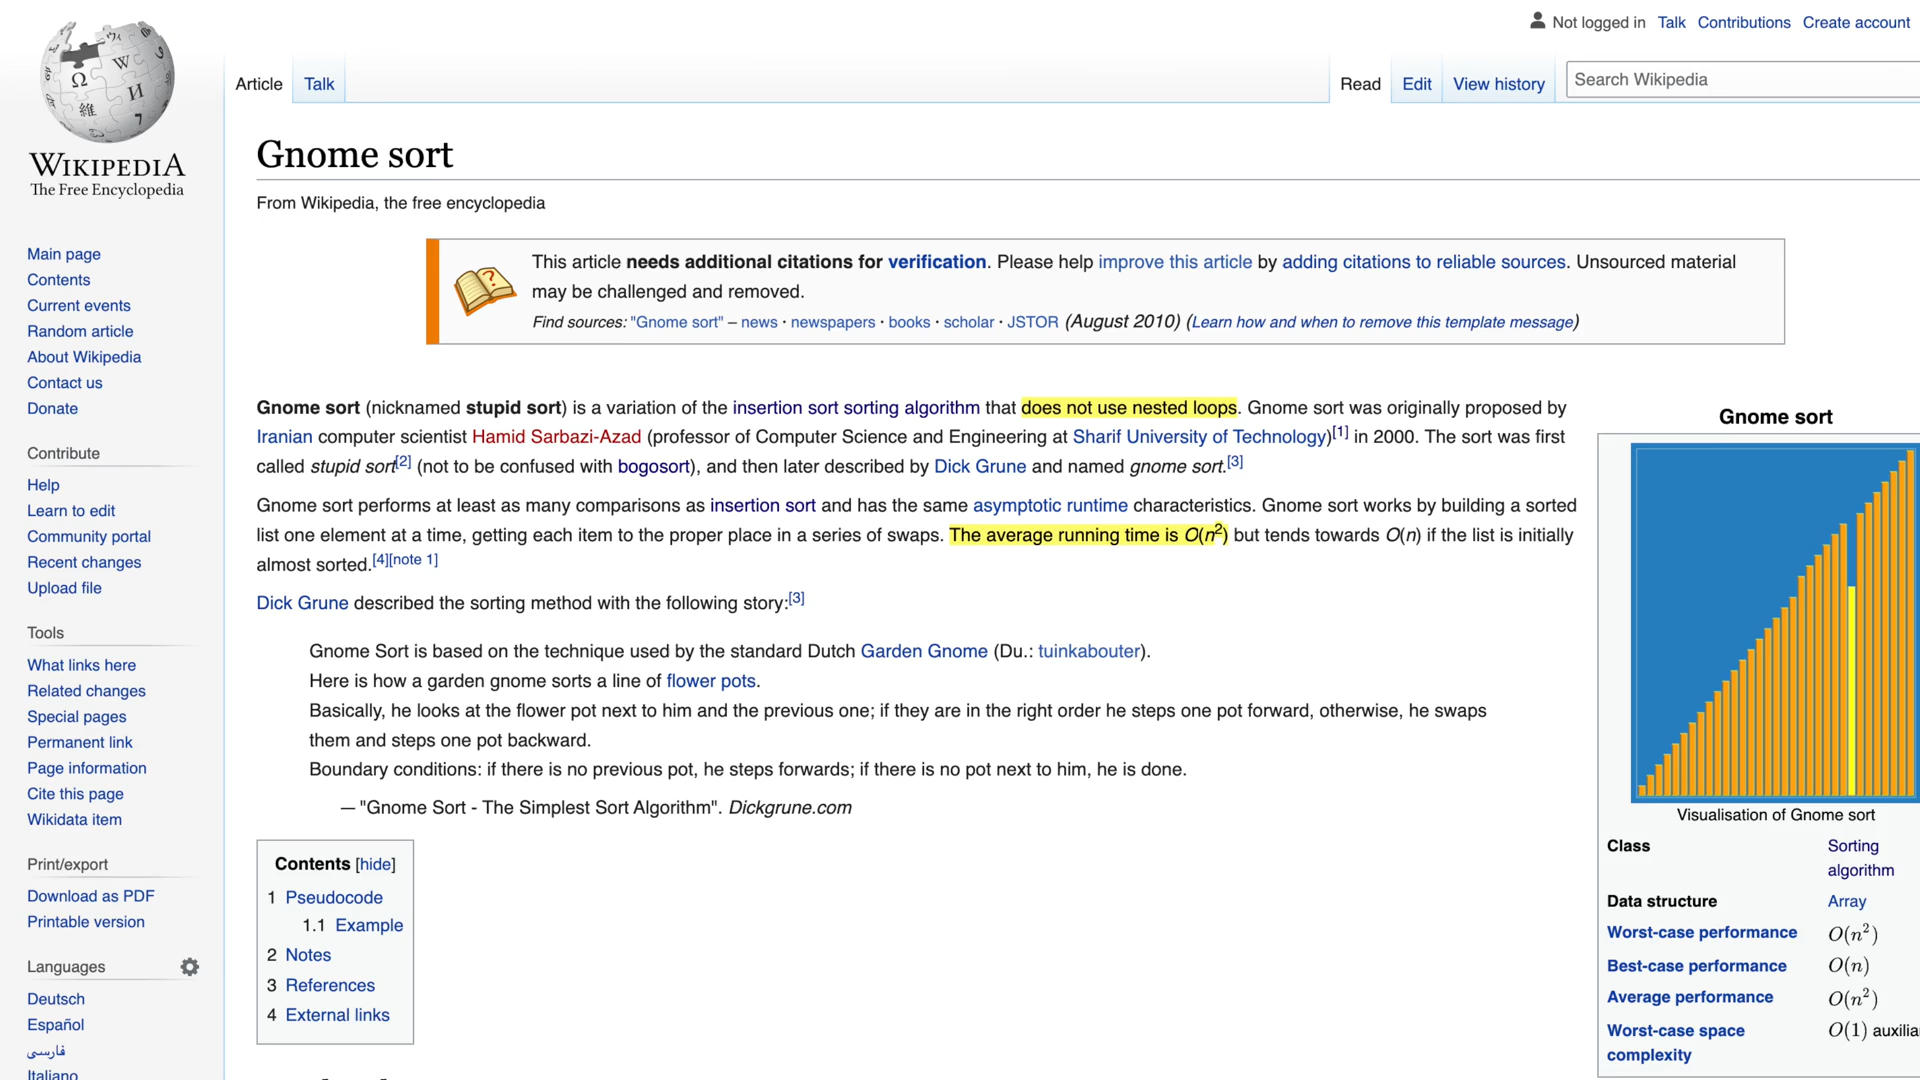 Not logged in Talk Contributions Create account
Article Talk Read Edit View history Search Wikipedia
Ω W И 維 7
WIKIPEDIA
The Free Encyclopedia
Main page
Contents
Current events
Random article
About Wikipedia
Contact us
Donate
Contribute
Help
Learn to edit
Community portal
Recent changes
Upload file
Tools
What links here
Related changes
Special pages
Permanent link
Page information
Cite this page
Wikidata item
Print/export
Download as PDF
Printable version
Languages
Deutsch
Español
فارسی
Italiano
Gnome sort
From Wikipedia, the free encyclopedia
This article needs additional citations for verification. Please help improve this article by adding citations to reliable sources. Unsourced material
may be challenged and removed.
Find sources: "Gnome sort" – news · newspapers · books · scholar · JSTOR (August 2010) (Learn how and when to remove this template message)
Gnome sort (nicknamed stupid sort) is a variation of the insertion sort sorting algorithm that does not use nested loops. Gnome sort was originally proposed by
Iranian computer scientist Hamid Sarbazi-Azad (professor of Computer Science and Engineering at Sharif University of Technology)[1] in 2000. The sort was first
called stupid sort[2] (not to be confused with bogosort), and then later described by Dick Grune and named gnome sort.[3]
Gnome sort performs at least as many comparisons as insertion sort and has the same asymptotic runtime characteristics. Gnome sort works by building a sorted
list one element at a time, getting each item to the proper place in a series of swaps. The average running time is O(n²) but tends towards O(n) if the list is initially
almost sorted.[4][note 1]
Dick Grune described the sorting method with the following story:[3]
Gnome Sort is based on the technique used by the standard Dutch Garden Gnome (Du.: tuinkabouter).
Here is how a garden gnome sorts a line of flower pots.
Basically, he looks at the flower pot next to him and the previous one; if they are in the right order he steps one pot forward, otherwise, he swaps
them and steps one pot backward.
Boundary conditions: if there is no previous pot, he steps forwards; if there is no pot next to him, he is done.
— "Gnome Sort - The Simplest Sort Algorithm". Dickgrune.com
Contents [hide]
1 Pseudocode
1.1 Example
2 Notes
3 References
4 External links
Gnome sort
Visualisation of Gnome sort
Class Sorting
algorithm
Data structure Array
Worst-case performance O(n²)
Best-case performance O(n)
Average performance O(n²)
Worst-case space O(1) auxilia
complexity